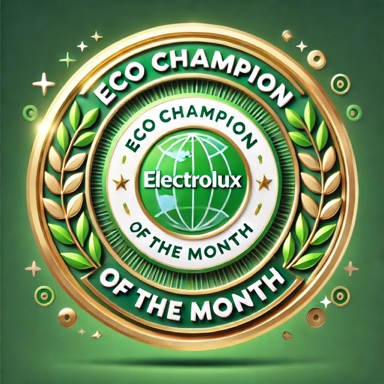 ECO CHAMPION
ECO CHAMPION
Electrolux
OF THE MONTH
OF THE MONTH